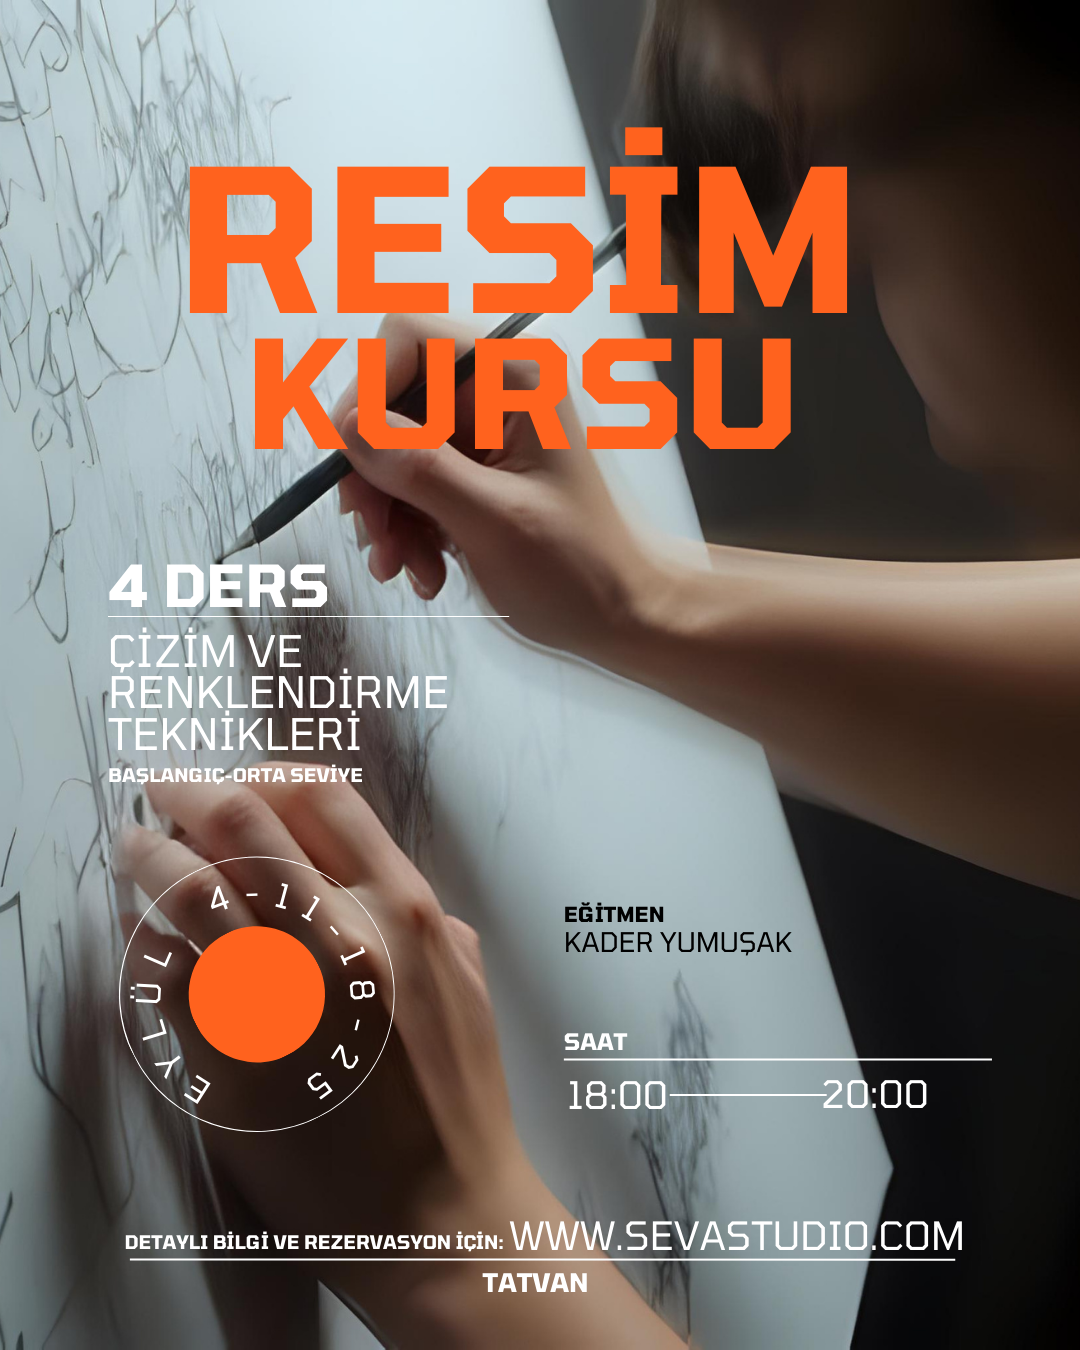 RESİM
KURSU
4 DERS
ÇİZİM VE
RENKLENDİRME
TEKNİKLERİ
BAŞLANGIÇ-ORTA SEVİYE
EYLÜL 4-11-18-25
EĞİTMEN
KADER YUMUŞAK
SAAT
18:00 20:00
DETAYLI BİLGİ VE REZERVASYON İÇİN: WWW.SEVASTUDIO.COM
TATVAN